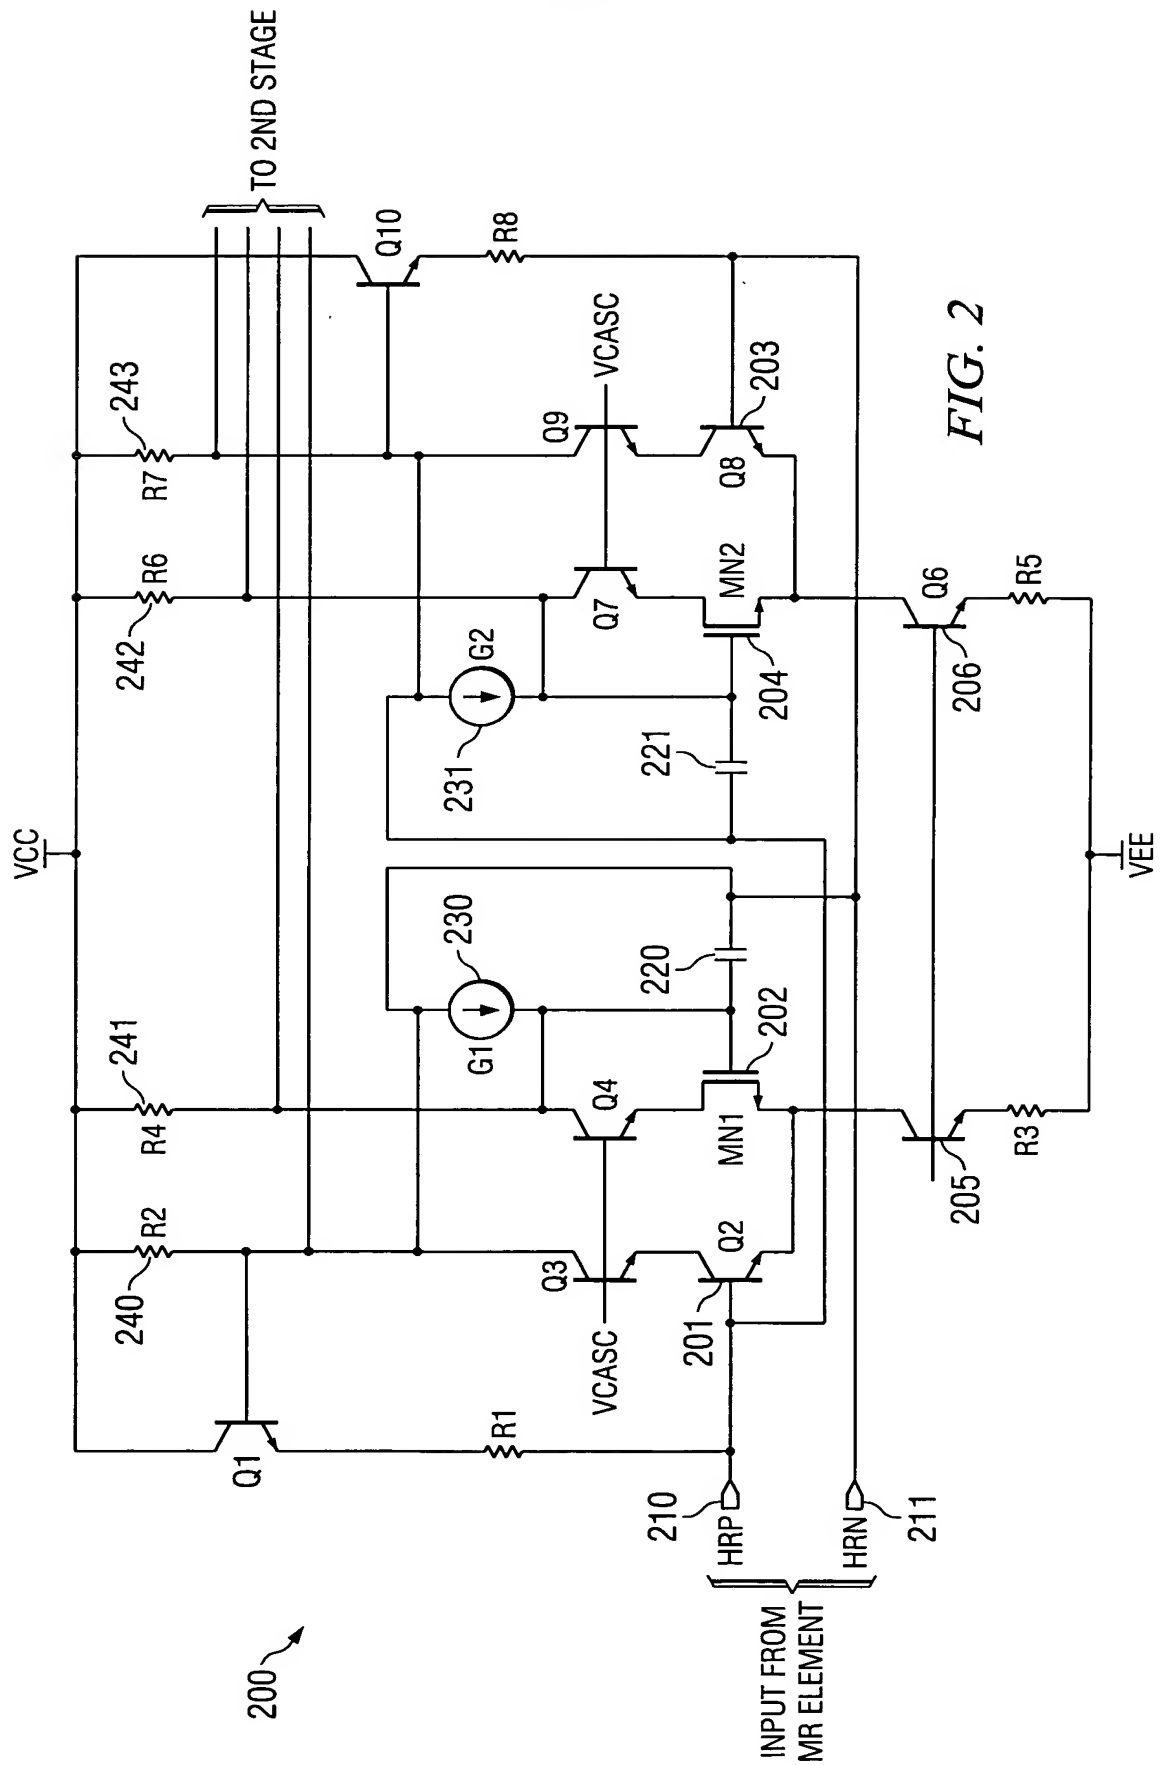 TO 2ND STAGE
VCC
R7
243
R6
242
R4
241
R2
240
Q10
R8
Q1
R1
VCASC
Q9
Q7
G2
231
G1
230
Q4
Q3
VCASC
203
Q8
MN2
204
221
220
202
MN1
Q2
201
210
HRP
HRN
211
INPUT FROM
MR ELEMENT
Q6
206
R5
205
R3
VEE
200
FIG. 2